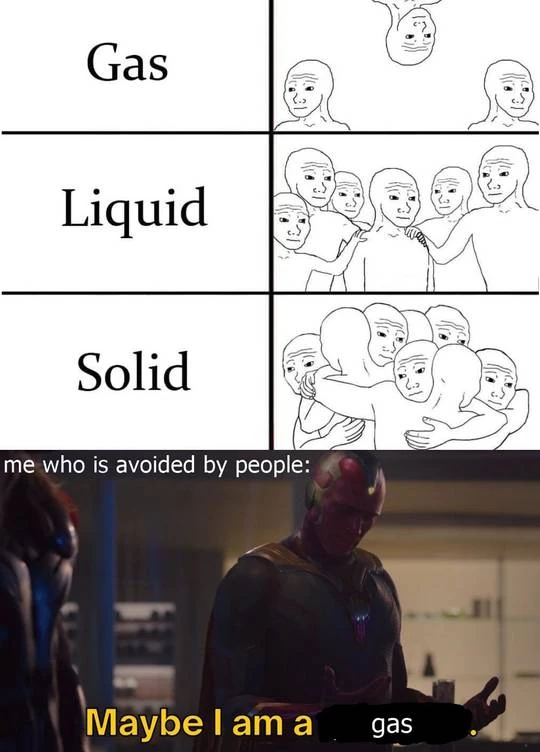 Gas
Liquid
Solid
me who is avoided by people:
Maybe I am a gas.